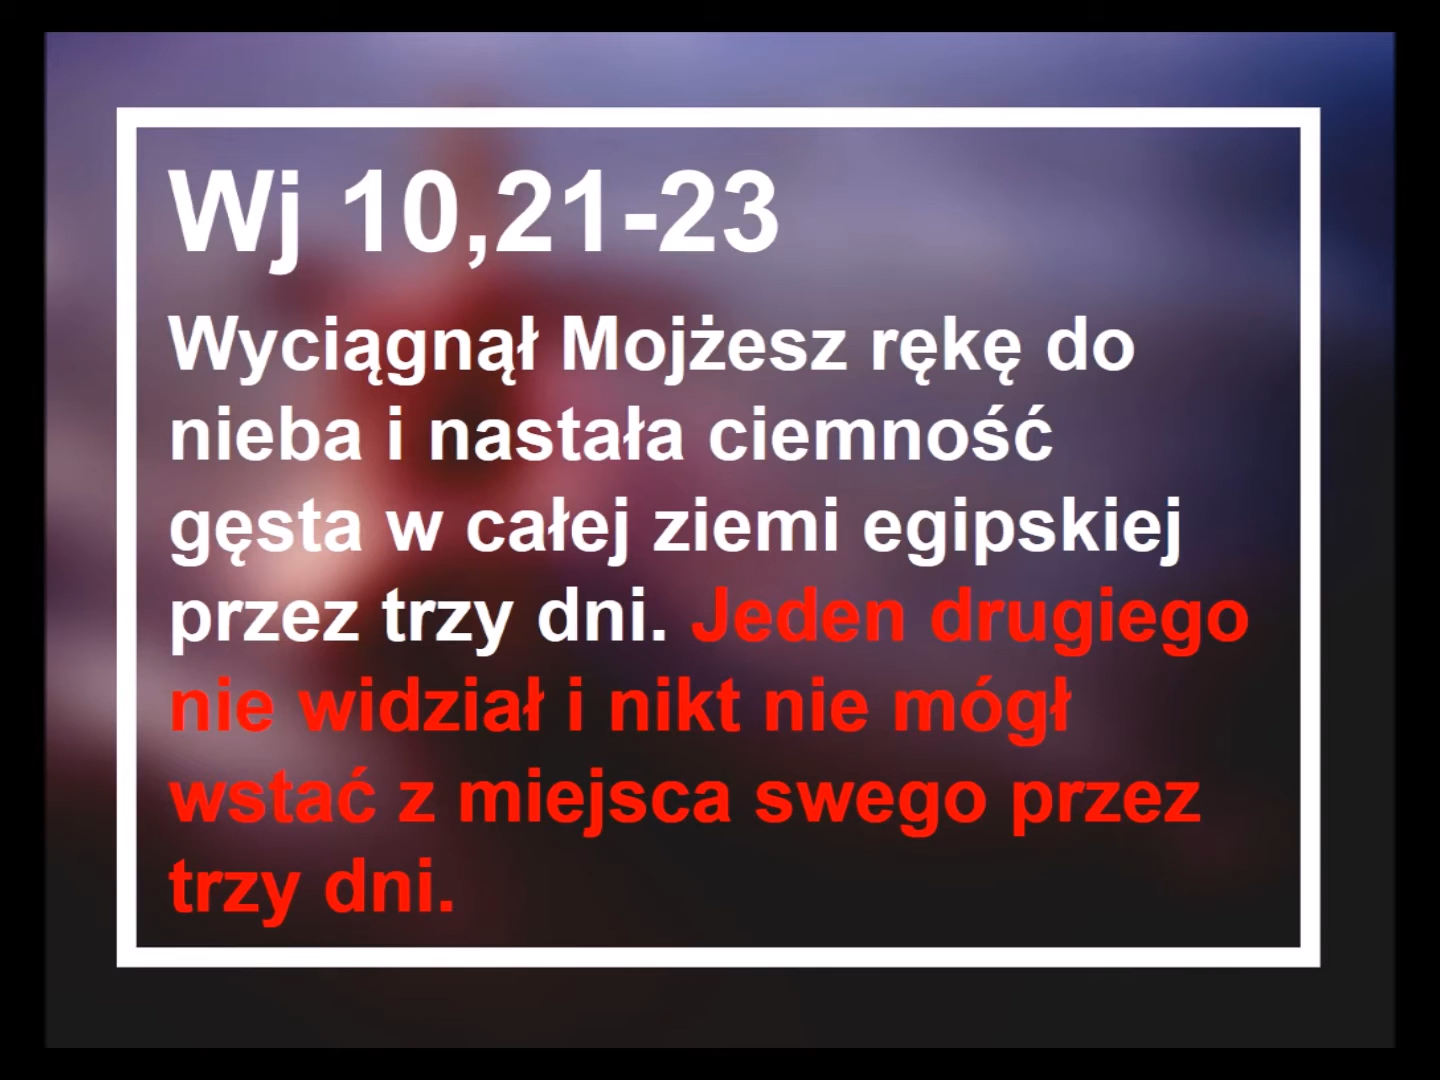 Wj 10,21-23
Wyciągnął Mojżesz rękę do
nieba i nastała ciemność
gęsta w całej ziemi egipskiej
przez trzy dni. Jeden drugiego
nie widział i nikt nie mógł
wstać z miejsca swego przez
trzy dni.